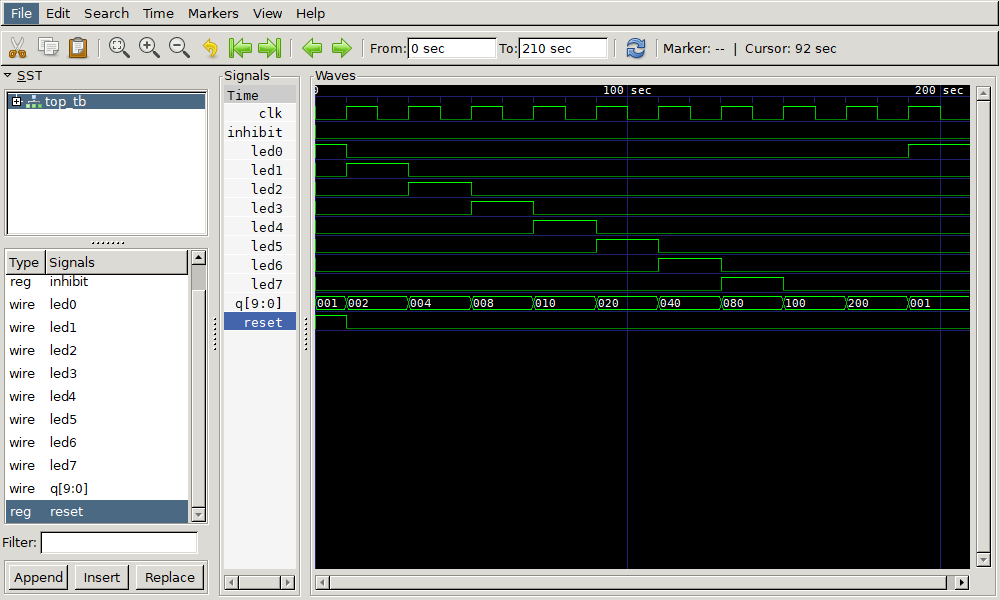 File Edit Search Time Markers View Help
From: 0 sec To: 210 sec Marker: -- | Cursor: 92 sec
SST
top_tb
Type Signals
reg inhibit
wire led0
wire led1
wire led2
wire led3
wire led4
wire led5
wire led6
wire led7
wire q[9:0]
reg reset
Filter:
Append Insert Replace
Signals
Time
clk
inhibit
led0
led1
led2
led3
led4
led5
led6
led7
q[9:0]
reset
Waves
0 100 sec 200 sec
001 002 004 008 010 020 040 080 100 200 001